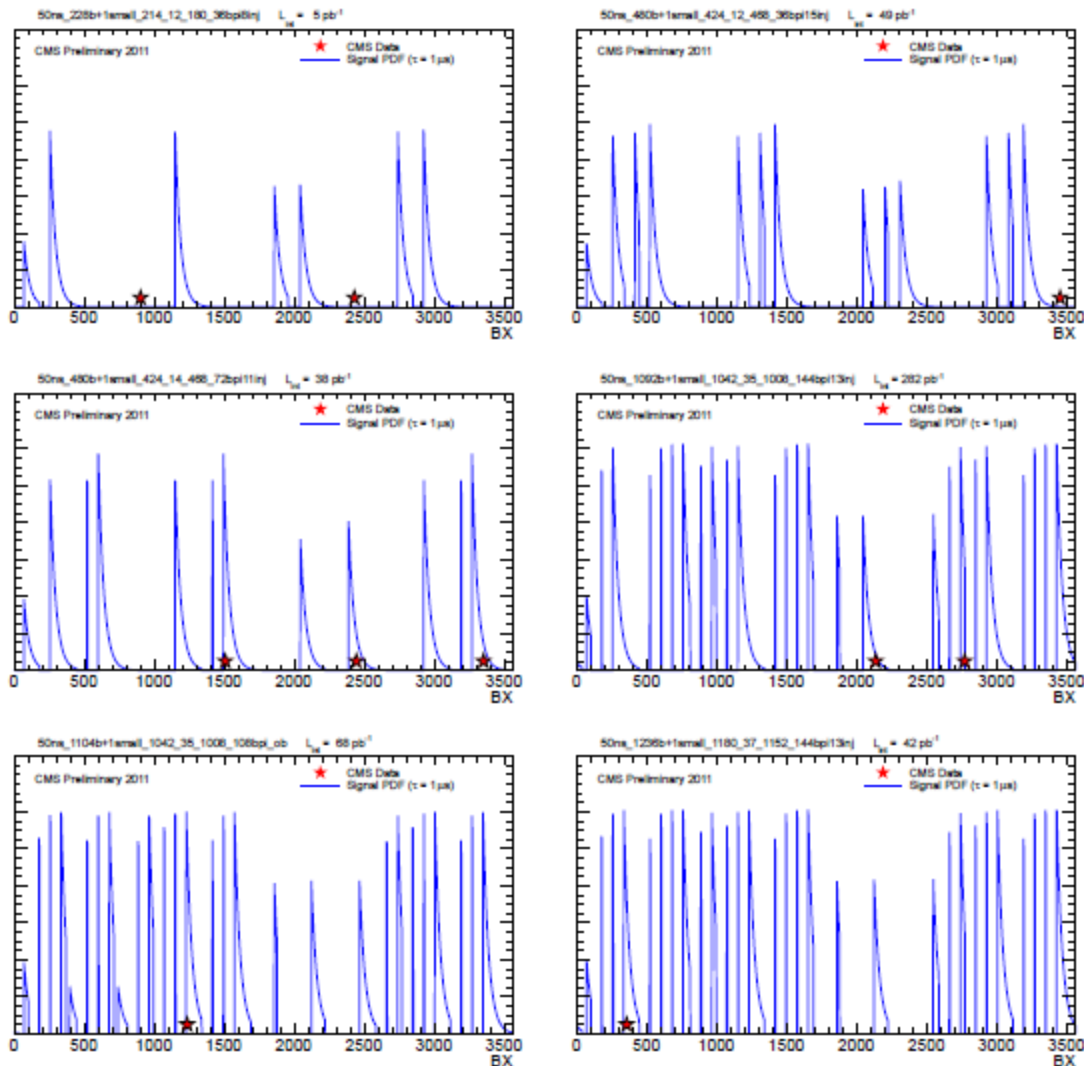 50ns_228b+1small_214_12_180_36bpi8inj L_int = 5 pb⁻¹
CMS Preliminary 2011
CMS Data
Signal PDF (τ = 1μs)
0 500 1000 1500 2000 2500 3000 3500
BX
50ns_480b+1small_424_12_468_36bpi15inj L_int = 49 pb⁻¹
CMS Preliminary 2011
CMS Data
Signal PDF (τ = 1μs)
0 500 1000 1500 2000 2500 3000 3500
BX
50ns_480b+1small_424_14_468_72bpi11inj L_int = 38 pb⁻¹
CMS Preliminary 2011
CMS Data
Signal PDF (τ = 1μs)
0 500 1000 1500 2000 2500 3000 3500
BX
50ns_1092b+1small_1042_35_1008_144bpi13inj L_int = 282 pb⁻¹
CMS Preliminary 2011
CMS Data
Signal PDF (τ = 1μs)
0 500 1000 1500 2000 2500 3000 3500
BX
50ns_1104b+1small_1042_35_1008_108bpi_ob L_int = 68 pb⁻¹
CMS Preliminary 2011
CMS Data
Signal PDF (τ = 1μs)
0 500 1000 1500 2000 2500 3000 3500
BX
50ns_1236b+1small_1180_37_1152_144bpi13inj L_int = 42 pb⁻¹
CMS Preliminary 2011
CMS Data
Signal PDF (τ = 1μs)
0 500 1000 1500 2000 2500 3000 3500
BX